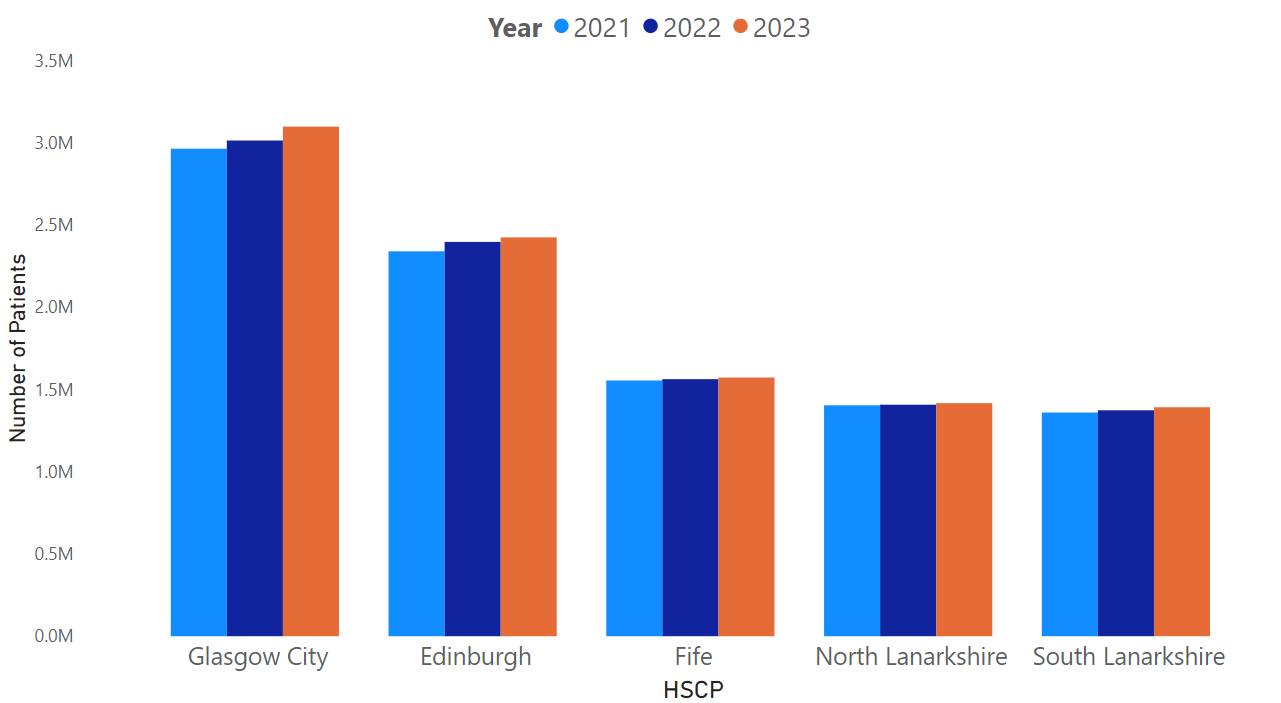 Year 2021 2022 2023
3.5M
3.0M
2.5M
2.0M
1.5M
1.0M
0.5M
0.0M
Number of Patients
Glasgow City Edinburgh Fife North Lanarkshire South Lanarkshire
HSCP